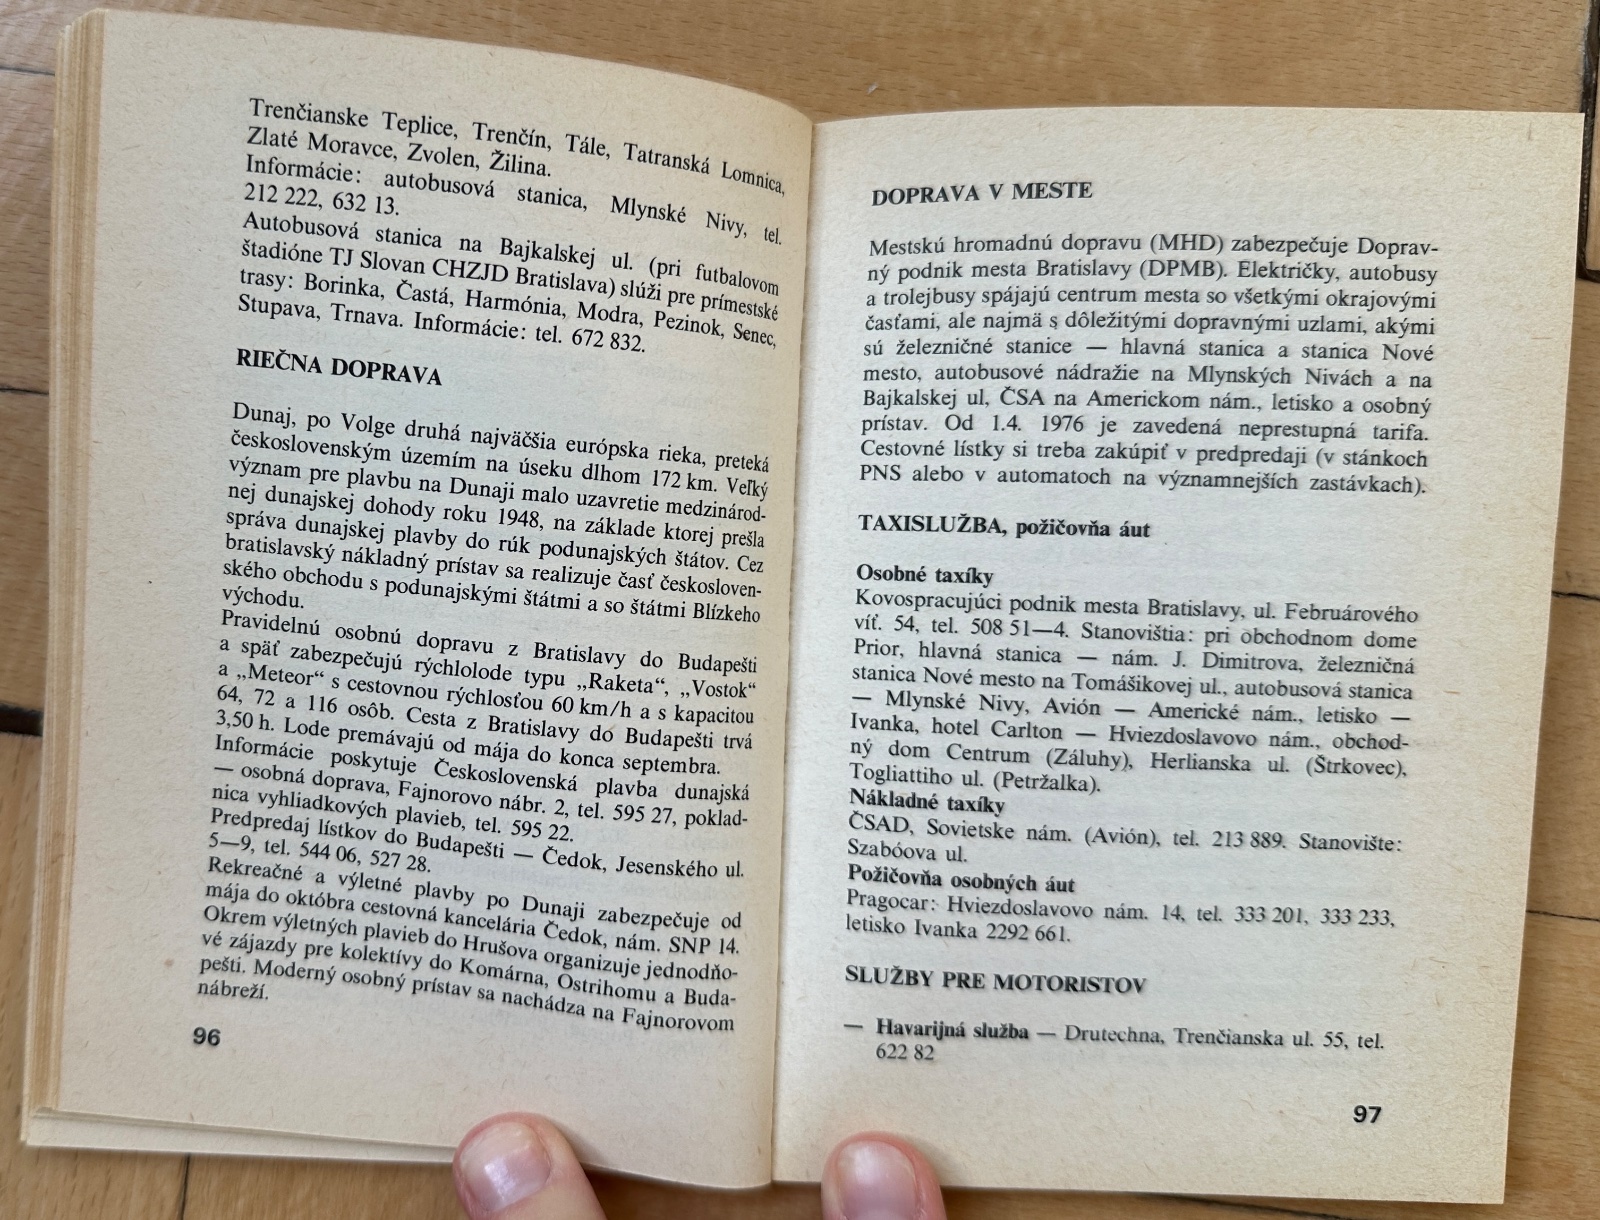 Trenčianske Teplice, Trenčín, Tále, Tatranská Lomnica,
Zlaté Moravce, Zvolen, Žilina.
Informácie: autobusová stanica, Mlynské Nivy, tel.
212 222, 632 13.
Autobusová stanica na Bajkalskej ul. (pri futbalovom
štadióne TJ Slovan CHZJD Bratislava) slúži pre prímestské
trasy: Borinka, Častá, Harmónia, Modra, Pezinok, Senec,
Stupava, Trnava. Informácie: tel. 672 832.
RIEČNA DOPRAVA
Dunaj, po Volge druhá najväčšia európska rieka, preteká
československým územím na úseku dlhom 172 km. Veľký
význam pre plavbu na Dunaji malo uzavretie medzinárod-
nej dunajskej dohody roku 1948, na základe ktorej prešla
správa dunajskej plavby do rúk podunajských štátov. Cez
bratislavský nákladný prístav sa realizuje časť českosloven-
ského obchodu s podunajskými štátmi a so štátmi Blízkeho
východu.
Pravidelnú osobnú dopravu z Bratislavy do Budapešti
a späť zabezpečujú rýchlolode typu „Raketa“, „Vostok“
a „Meteor“ s cestovnou rýchlosťou 60 km/h a s kapacitou
64, 72 a 116 osôb. Cesta z Bratislavy do Budapešti trvá
3,50 h. Lode premávajú od mája do konca septembra.
Informácie poskytuje Československá plavba dunajská
— osobná doprava, Fajnorovo nábr. 2, tel. 595 27, poklad-
nica vyhliadkových plavieb, tel. 595 22.
Predpredaj lístkov do Budapešti — Čedok, Jesenského ul.
5—9, tel. 544 06, 527 28.
Rekreačné a výletné plavby po Dunaji zabezpečuje od
mája do októbra cestovná kancelária Čedok, nám. SNP 14.
Okrem výletných plavieb do Hrušova organizuje jednodňo-
vé zájazdy pre kolektívy do Komárna, Ostrihomu a Buda-
pešti. Moderný osobný prístav sa nachádza na Fajnorovom
nábreží.
96
DOPRAVA V MESTE
Mestskú hromadnú dopravu (MHD) zabezpečuje Doprav-
ný podnik mesta Bratislavy (DPMB). Električky, autobusy
a trolejbusy spájajú centrum mesta so všetkými okrajovými
časťami, ale najmä s dôležitými dopravnými uzlami, akými
sú železničné stanice — hlavná stanica a stanica Nové
mesto, autobusové nádražie na Mlynských Nivách a na
Bajkalskej ul, ČSA na Americkom nám., letisko a osobný
prístav. Od 1.4. 1976 je zavedená neprestupná tarifa.
Cestovné lístky si treba zakúpiť v predpredaji (v stánkoch
PNS alebo v automatoch na významnejších zastávkach).
TAXISLUŽBA, požičovňa áut
Osobné taxíky
Kovospracujúci podnik mesta Bratislavy, ul. Februárového
víť. 54, tel. 508 51—4. Stanovištia: pri obchodnom dome
Prior, hlavná stanica — nám. J. Dimitrova, železničná
stanica Nové mesto na Tomášikovej ul., autobusová stanica
— Mlynské Nivy, Avión — Americké nám., letisko —
Ivanka, hotel Carlton — Hviezdoslavovo nám., obchod-
ný dom Centrum (Záluhy), Herlianska ul. (Štrkovec),
Togliattiho ul. (Petržalka).
Nákladné taxíky
ČSAD, Sovietske nám. (Avión), tel. 213 889. Stanovište:
Szabóova ul.
Požičovňa osobných áut
Pragocar: Hviezdoslavovo nám. 14, tel. 333 201, 333 233,
letisko Ivanka 2292 661.
SLUŽBY PRE MOTORISTOV
— Havarijná služba — Drutechna, Trenčianska ul. 55, tel.
622 82
97